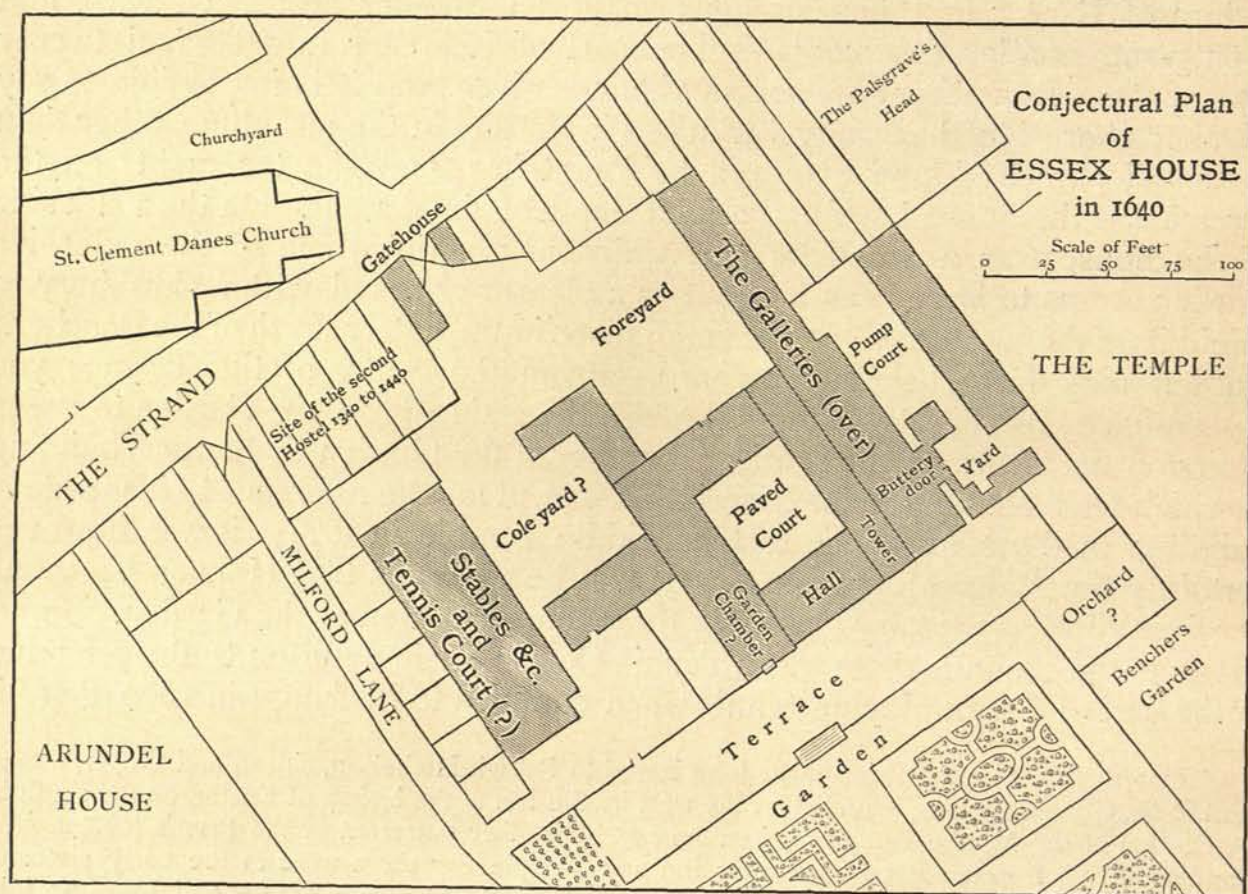 Conjectural Plan
of
ESSEX HOUSE
in 1640
Scale of Feet
0 25 50 75 100
The Palsgrave's
Head
Churchyard
St. Clement Danes Church
Gatehouse
THE STRAND
Site of the second
Hostel 1340 to 1440
Foreyard
The Galleries
(over)
Pump
Court
THE TEMPLE
Cole yard ?
Paved
Court
Buttery
door
Yard
Tower
Hall
Garden
Chamber
Stables &c.
and
Tennis Court (?)
MILFORD LANE
Orchard
?
Benchers
Garden
Terrace
Garden
ARUNDEL
HOUSE